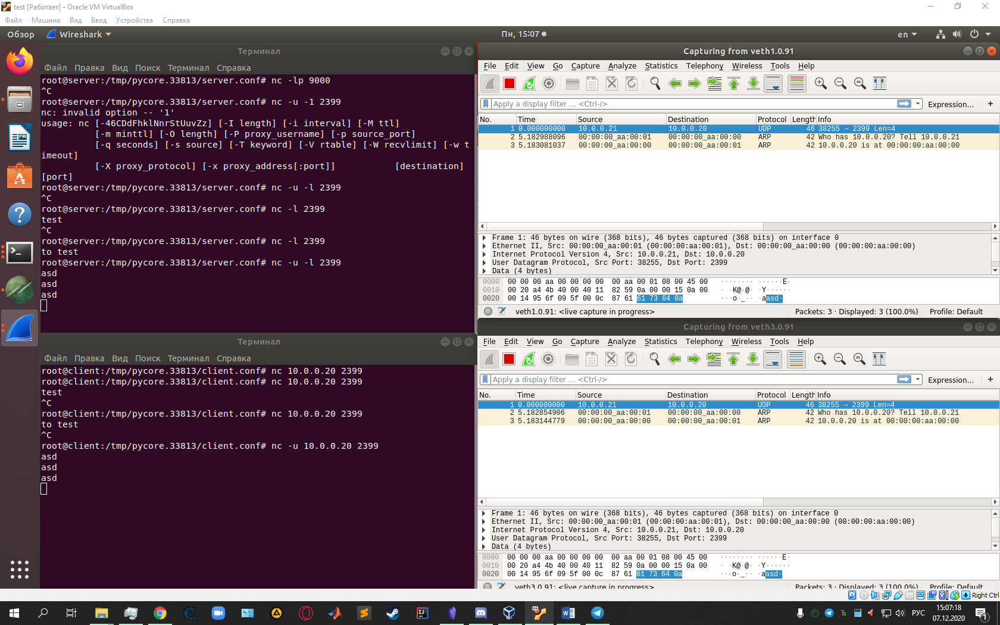 test [Работает] - Oracle VM VirtualBox
Файл Машина Вид Ввод Устройства Справка
Обзор Wireshark Пн, 15:07 en
Терминал
Файл Правка Вид Поиск Терминал Справка
root@server:/tmp/pycore.33813/server.conf# nc -lp 9000
^C
root@server:/tmp/pycore.33813/server.conf# nc -u -1 2399
nc: invalid option -- '1'
usage: nc [-46CDdFhklNnrStUuvZz] [-I length] [-i interval] [-M ttl]
[-m minttl] [-O length] [-P proxy_username] [-p source_port]
[-q seconds] [-s source] [-T keyword] [-V rtable] [-W recvlimit] [-w t
imeout]
[-X proxy_protocol] [-x proxy_address[:port]] [destination]
[port]
root@server:/tmp/pycore.33813/server.conf# nc -u -l 2399
^C
root@server:/tmp/pycore.33813/server.conf# nc -l 2399
test
^C
root@server:/tmp/pycore.33813/server.conf# nc -l 2399
to test
root@server:/tmp/pycore.33813/server.conf# nc -u -l 2399
asd
asd
asd
Терминал
Файл Правка Вид Поиск Терминал Справка
root@client:/tmp/pycore.33813/client.conf# nc 10.0.0.20 2399
root@client:/tmp/pycore.33813/client.conf# nc 10.0.0.20 2399
test
^C
root@client:/tmp/pycore.33813/client.conf# nc 10.0.0.20 2399
to test
^C
root@client:/tmp/pycore.33813/client.conf# nc -u 10.0.0.20 2399
asd
asd
asd
Capturing from veth1.0.91
File Edit View Go Capture Analyze Statistics Telephony Wireless Tools Help
Apply a display filter ... <Ctrl-/> Expression... +
No. Time Source Destination Protocol Length Info
1 0.000000000 10.0.0.21 10.0.0.20 UDP 46 38255 → 2399 Len=4
2 5.182988096 00:00:00_aa:00:01 00:00:00_aa:00:00 ARP 42 Who has 10.0.0.20? Tell 10.0.0.21
3 5.183081037 00:00:00_aa:00:00 00:00:00_aa:00:01 ARP 42 10.0.0.20 is at 00:00:00:aa:00:00
Frame 1: 46 bytes on wire (368 bits), 46 bytes captured (368 bits) on interface 0
Ethernet II, Src: 00:00:00_aa:00:01 (00:00:00:aa:00:01), Dst: 00:00:00_aa:00:00 (00:00:00:aa:00:00)
Internet Protocol Version 4, Src: 10.0.0.21, Dst: 10.0.0.20
User Datagram Protocol, Src Port: 38255, Dst Port: 2399
Data (4 bytes)
0000 00 00 00 aa 00 00 00 00 00 aa 00 01 08 00 45 00 ········ ······E·
0010 00 20 a4 4b 40 00 40 11 82 59 0a 00 00 15 0a 00 · ·K@·@· ·Y······
0020 00 14 95 6f 09 5f 00 0c 87 61 61 73 64 0a ···o·_·· ·aasd·
veth1.0.91: <live capture in progress> Packets: 3 · Displayed: 3 (100.0%) Profile: Default
Capturing from veth3.0.91
File Edit View Go Capture Analyze Statistics Telephony Wireless Tools Help
Apply a display filter ... <Ctrl-/> Expression... +
No. Time Source Destination Protocol Length Info
1 0.000000000 10.0.0.21 10.0.0.20 UDP 46 38255 → 2399 Len=4
2 5.182854906 00:00:00_aa:00:01 00:00:00_aa:00:00 ARP 42 Who has 10.0.0.20? Tell 10.0.0.21
3 5.183144779 00:00:00_aa:00:00 00:00:00_aa:00:01 ARP 42 10.0.0.20 is at 00:00:00:aa:00:00
Frame 1: 46 bytes on wire (368 bits), 46 bytes captured (368 bits) on interface 0
Ethernet II, Src: 00:00:00_aa:00:01 (00:00:00:aa:00:01), Dst: 00:00:00_aa:00:00 (00:00:00:aa:00:00)
Internet Protocol Version 4, Src: 10.0.0.21, Dst: 10.0.0.20
User Datagram Protocol, Src Port: 38255, Dst Port: 2399
Data (4 bytes)
0000 00 00 00 aa 00 00 00 00 00 aa 00 01 08 00 45 00 ········ ······E·
0010 00 20 a4 4b 40 00 40 11 82 59 0a 00 00 15 0a 00 · ·K@·@· ·Y······
0020 00 14 95 6f 09 5f 00 0c 87 61 61 73 64 0a ···o·_·· ·aasd·
veth3.0.91: <live capture in progress> Packets: 3 · Displayed: 3 (100.0%) Profile: Default
Right Ctrl
РУС 15:07:18
07.12.2020 1